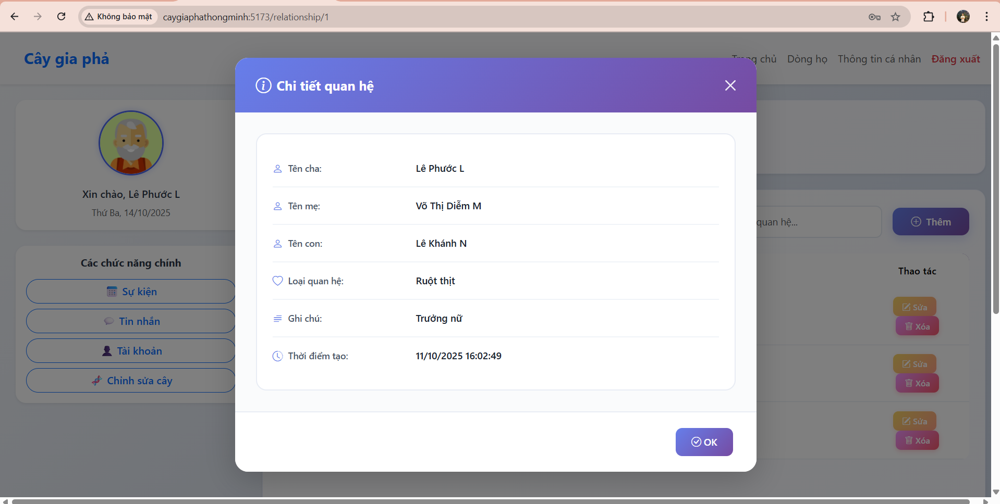 Không bảo mật
caygiaphathongminh:5173/relationship/1
Cây gia phả
chủ
Dòng họ
Thông tin cá nhân
Đăng xuất
Chi tiết quan hệ
Xin chào, Lê Phước L
Thứ Ba, 14/10/2025
Các chức năng chính
Sự kiện
Tin nhắn
Tài khoản
Chỉnh sửa cây
Tên cha: Lê Phước L
Tên mẹ: Võ Thị Diễm M
Tên con: Lê Khánh N
Loại quan hệ: Ruột thịt
Ghi chú: Trưởng nữ
Thời điểm tạo: 11/10/2025 16:02:49
OK
quan hệ...
Thêm
Thao tác
Sửa
Xóa
Sửa
Xóa
Sửa
Xóa